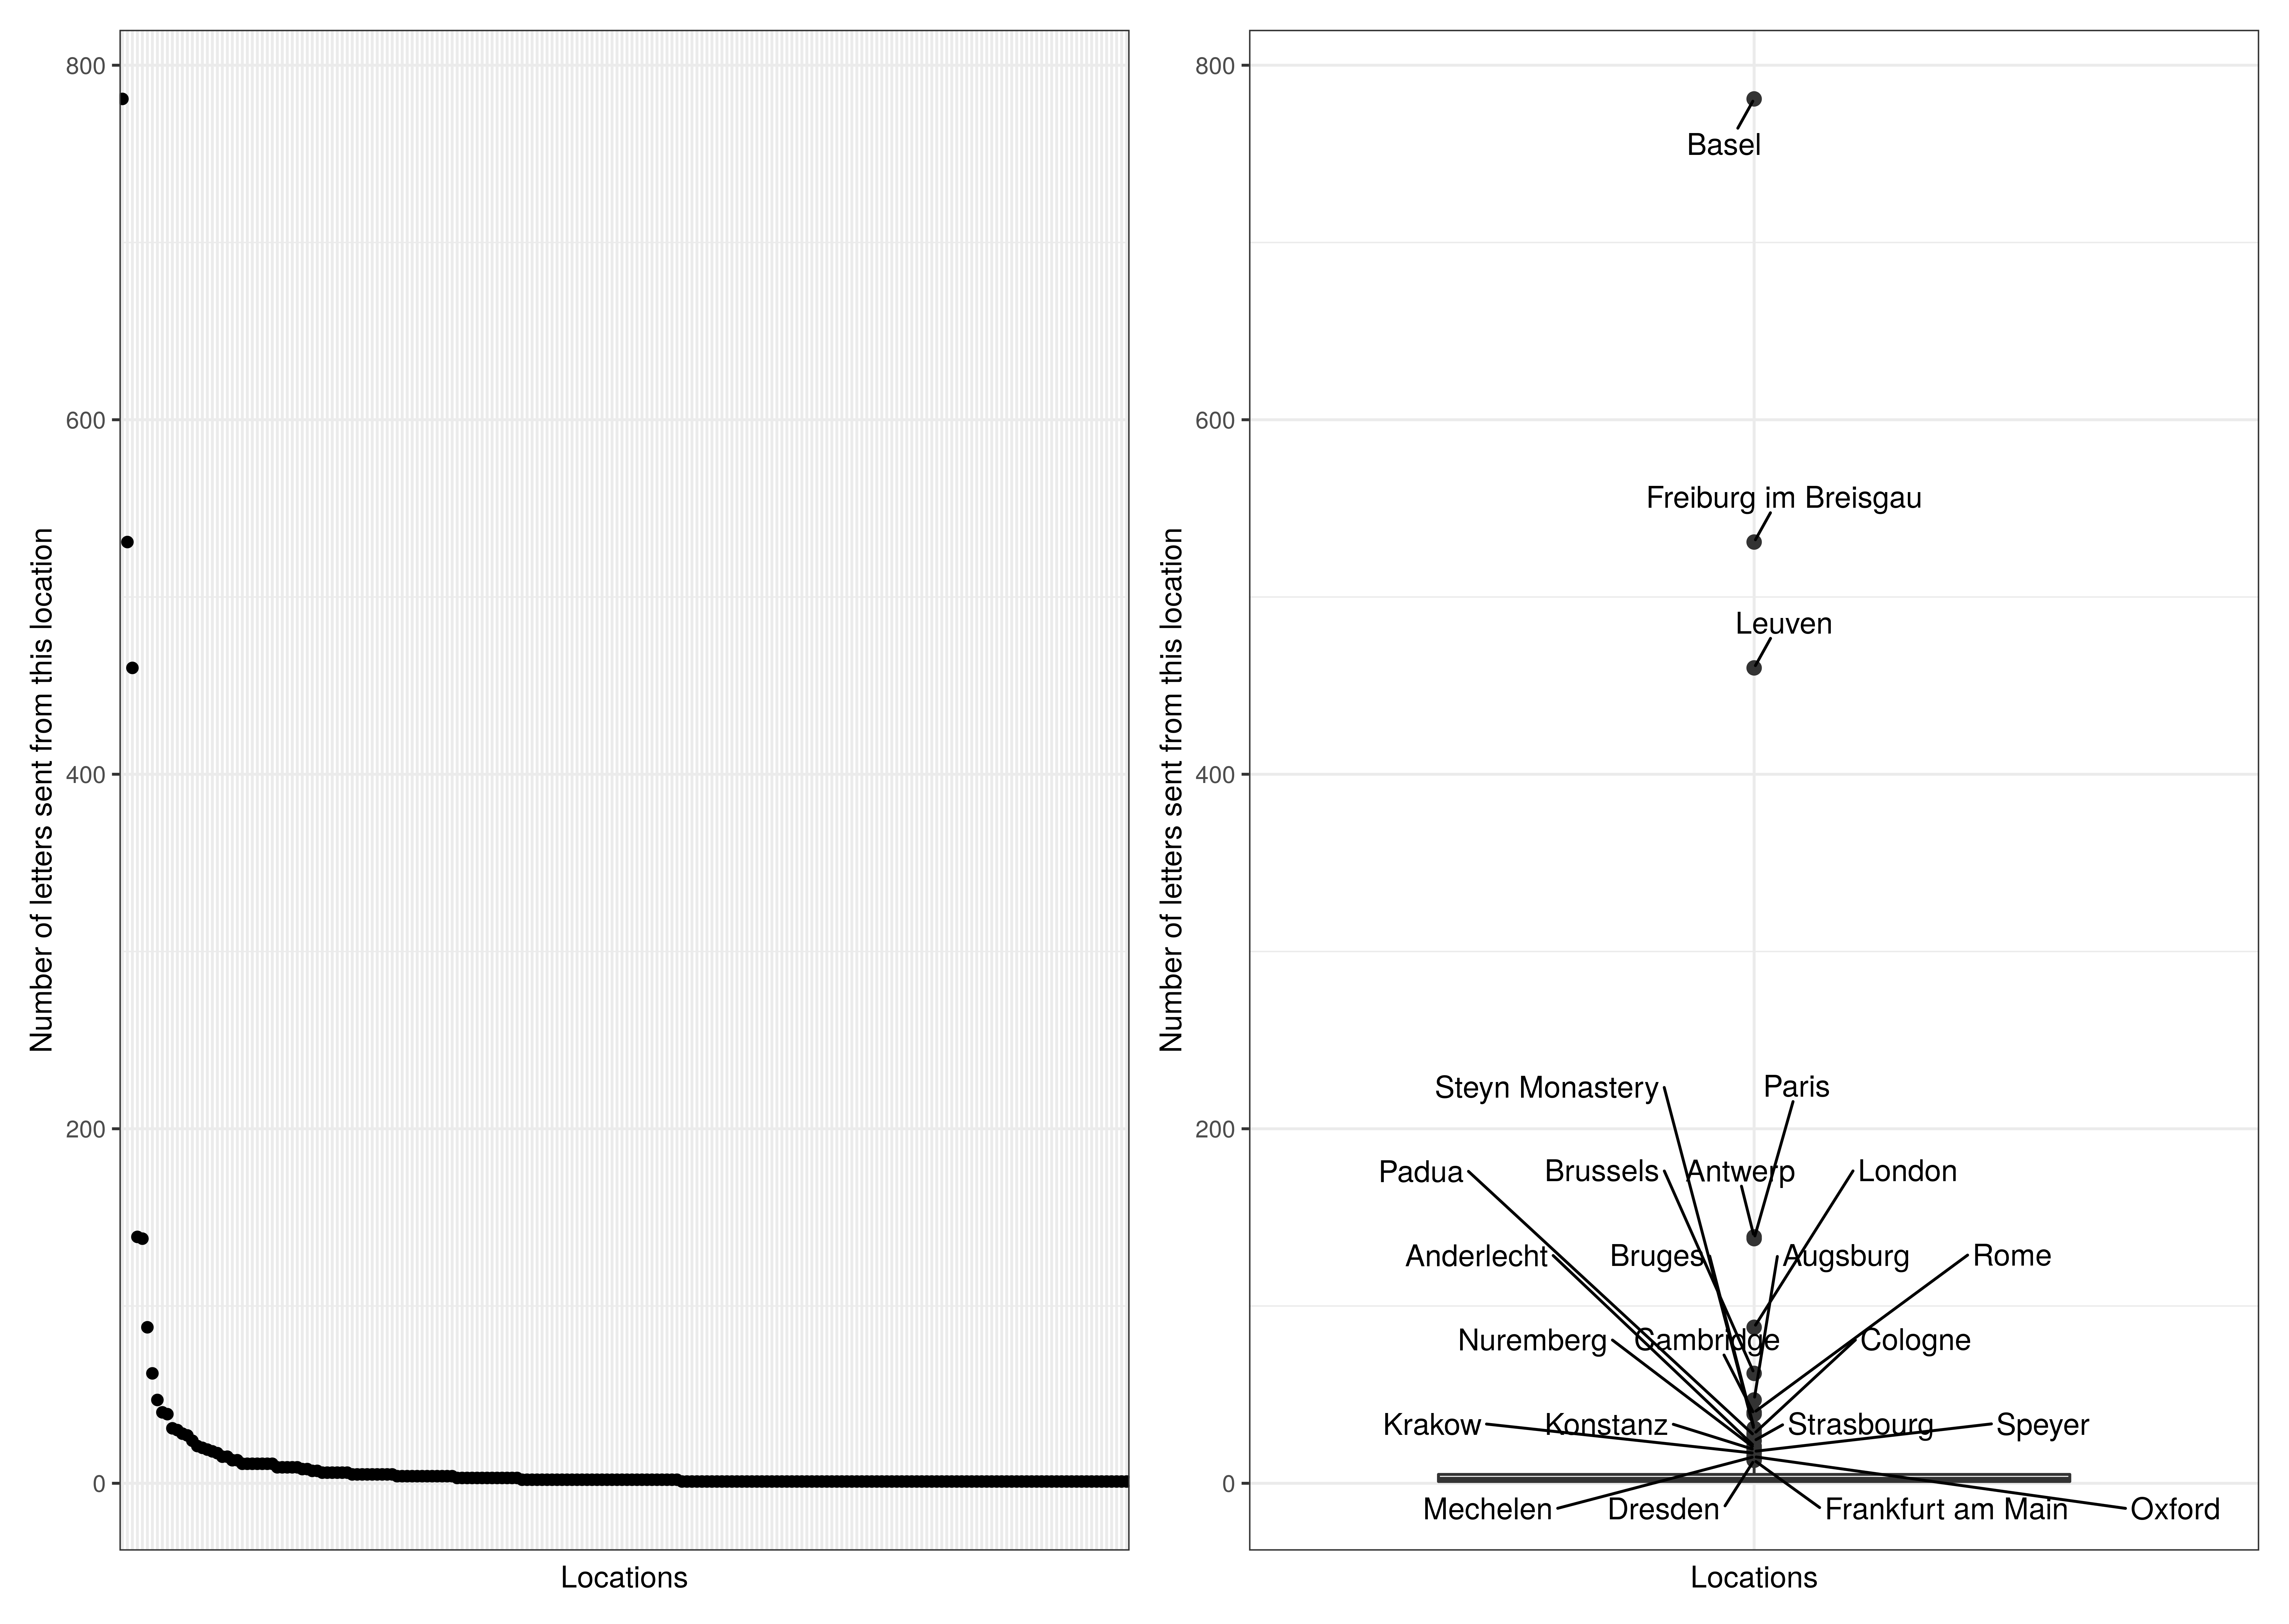 800
600
400
200
0
Number of letters sent from this location
Locations
800
600
400
200
0
Number of letters sent from this location
Basel
Freiburg im Breisgau
Leuven
Steyn Monastery
Paris
Padua
Brussels
Antwerp
London
Anderlecht
Bruges
Augsburg
Rome
Nuremberg
Cambridge
Cologne
Krakow
Konstanz
Strasbourg
Speyer
Mechelen
Dresden
Frankfurt am Main
Oxford
Locations